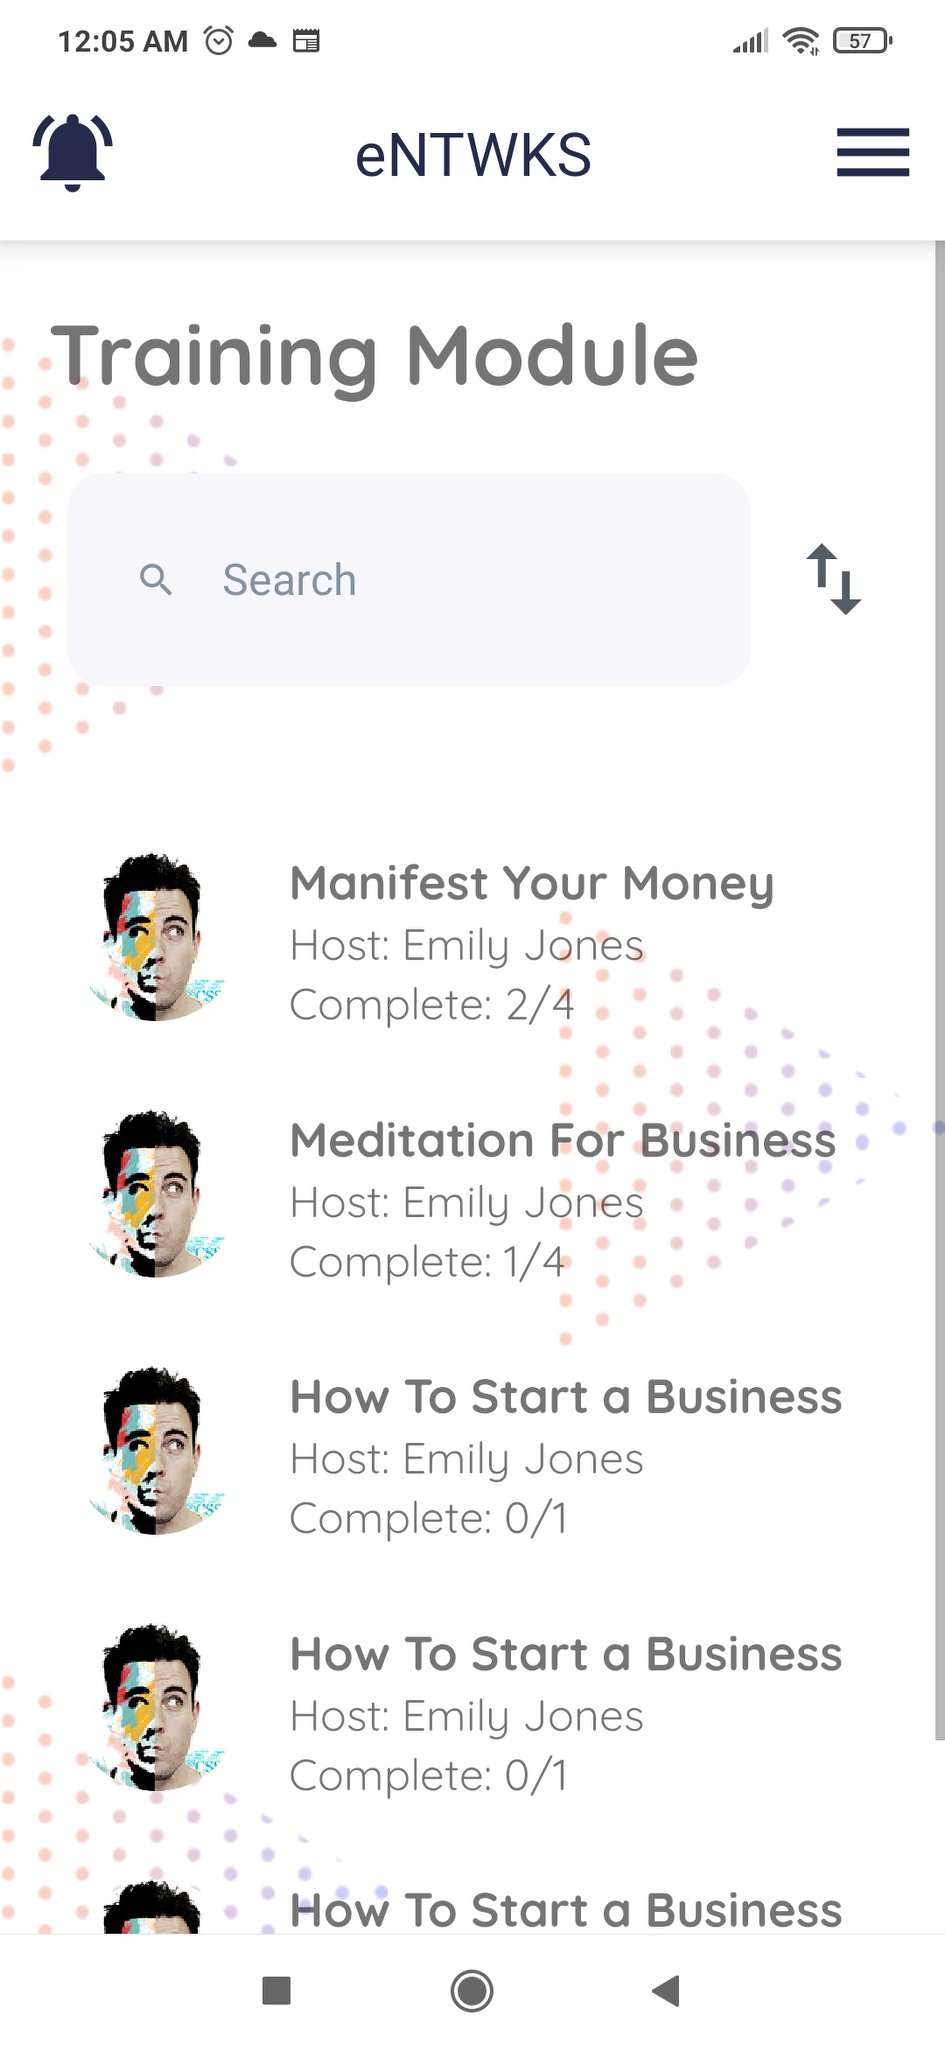 12:05 AM
57
eNTWKS
Training Module
Search
Manifest Your Money
Host: Emily Jones
Complete: 2/4
Meditation For Business
Host: Emily Jones
Complete: 1/4
How To Start a Business
Host: Emily Jones
Complete: 0/1
How To Start a Business
Host: Emily Jones
Complete: 0/1
How To Start a Business